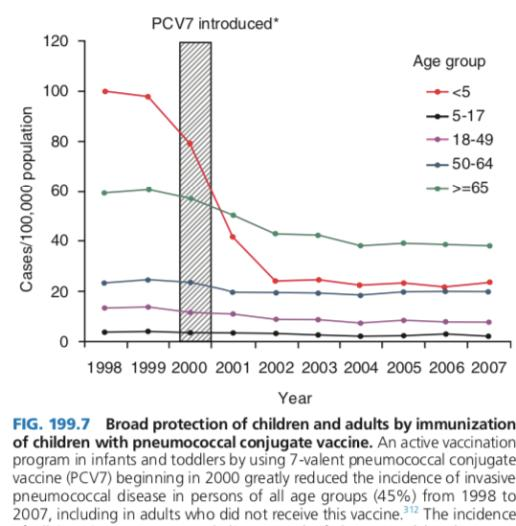 PCV7 introduced*
120
100
80
60
40
20
0
Cases/100,000 population
Age group
<5
5-17
18-49
50-64
>=65
1998 1999 2000 2001 2002 2003 2004 2005 2006 2007
Year
FIG. 199.7 Broad protection of children and adults by immunization
of children with pneumococcal conjugate vaccine. An active vaccination
program in infants and toddlers by using 7-valent pneumococcal conjugate
vaccine (PCV7) beginning in 2000 greatly reduced the incidence of invasive
pneumococcal disease in persons of all age groups (45%) from 1998 to
2007, including in adults who did not receive this vaccine.312 The incidence